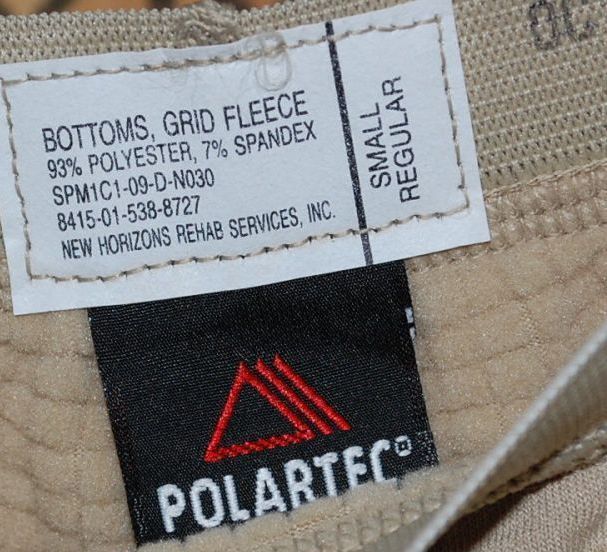 BOTTOMS, GRID FLEECE
93% POLYESTER, 7% SPANDEX
SPM1C1-09-D-N030
8415-01-538-8727
NEW HORIZONS REHAB SERVICES, INC.
SMALL
REGULAR
POLARTEC®